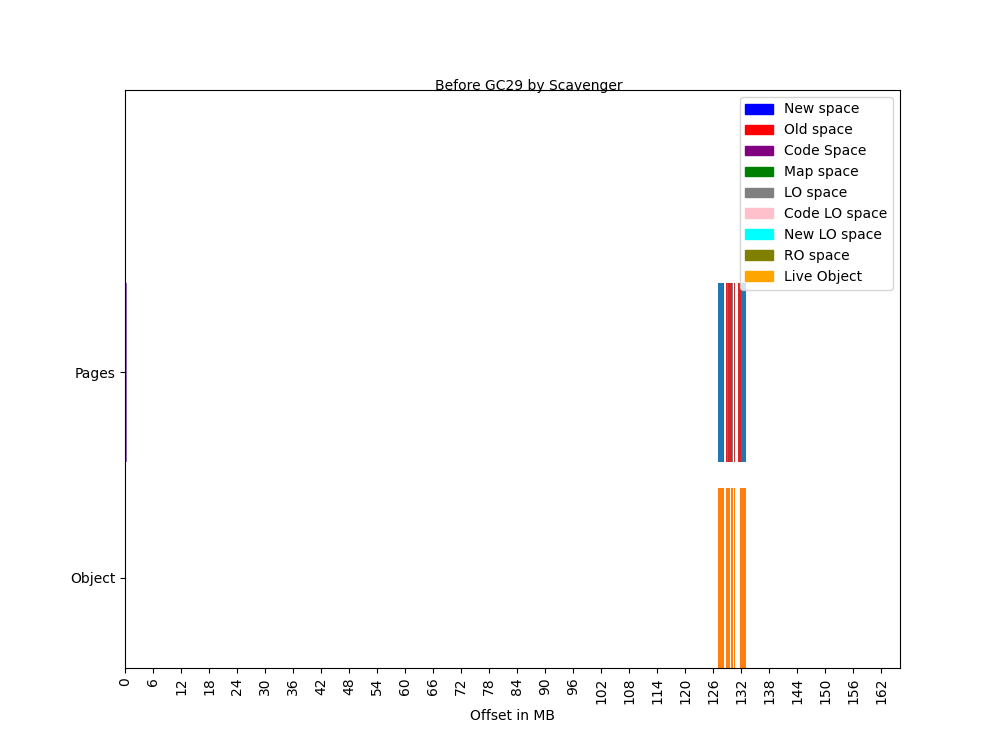 Before GC29 by Scavenger
New space
Old space
Code Space
Map space
LO space
Code LO space
New LO space
RO space
Live Object
Pages
Object
0 6 12 18 24 30 36 42 48 54 60 66 72 78 84 90 96 102 108 114 120 126 132 138 144 150 156 162
Offset in MB